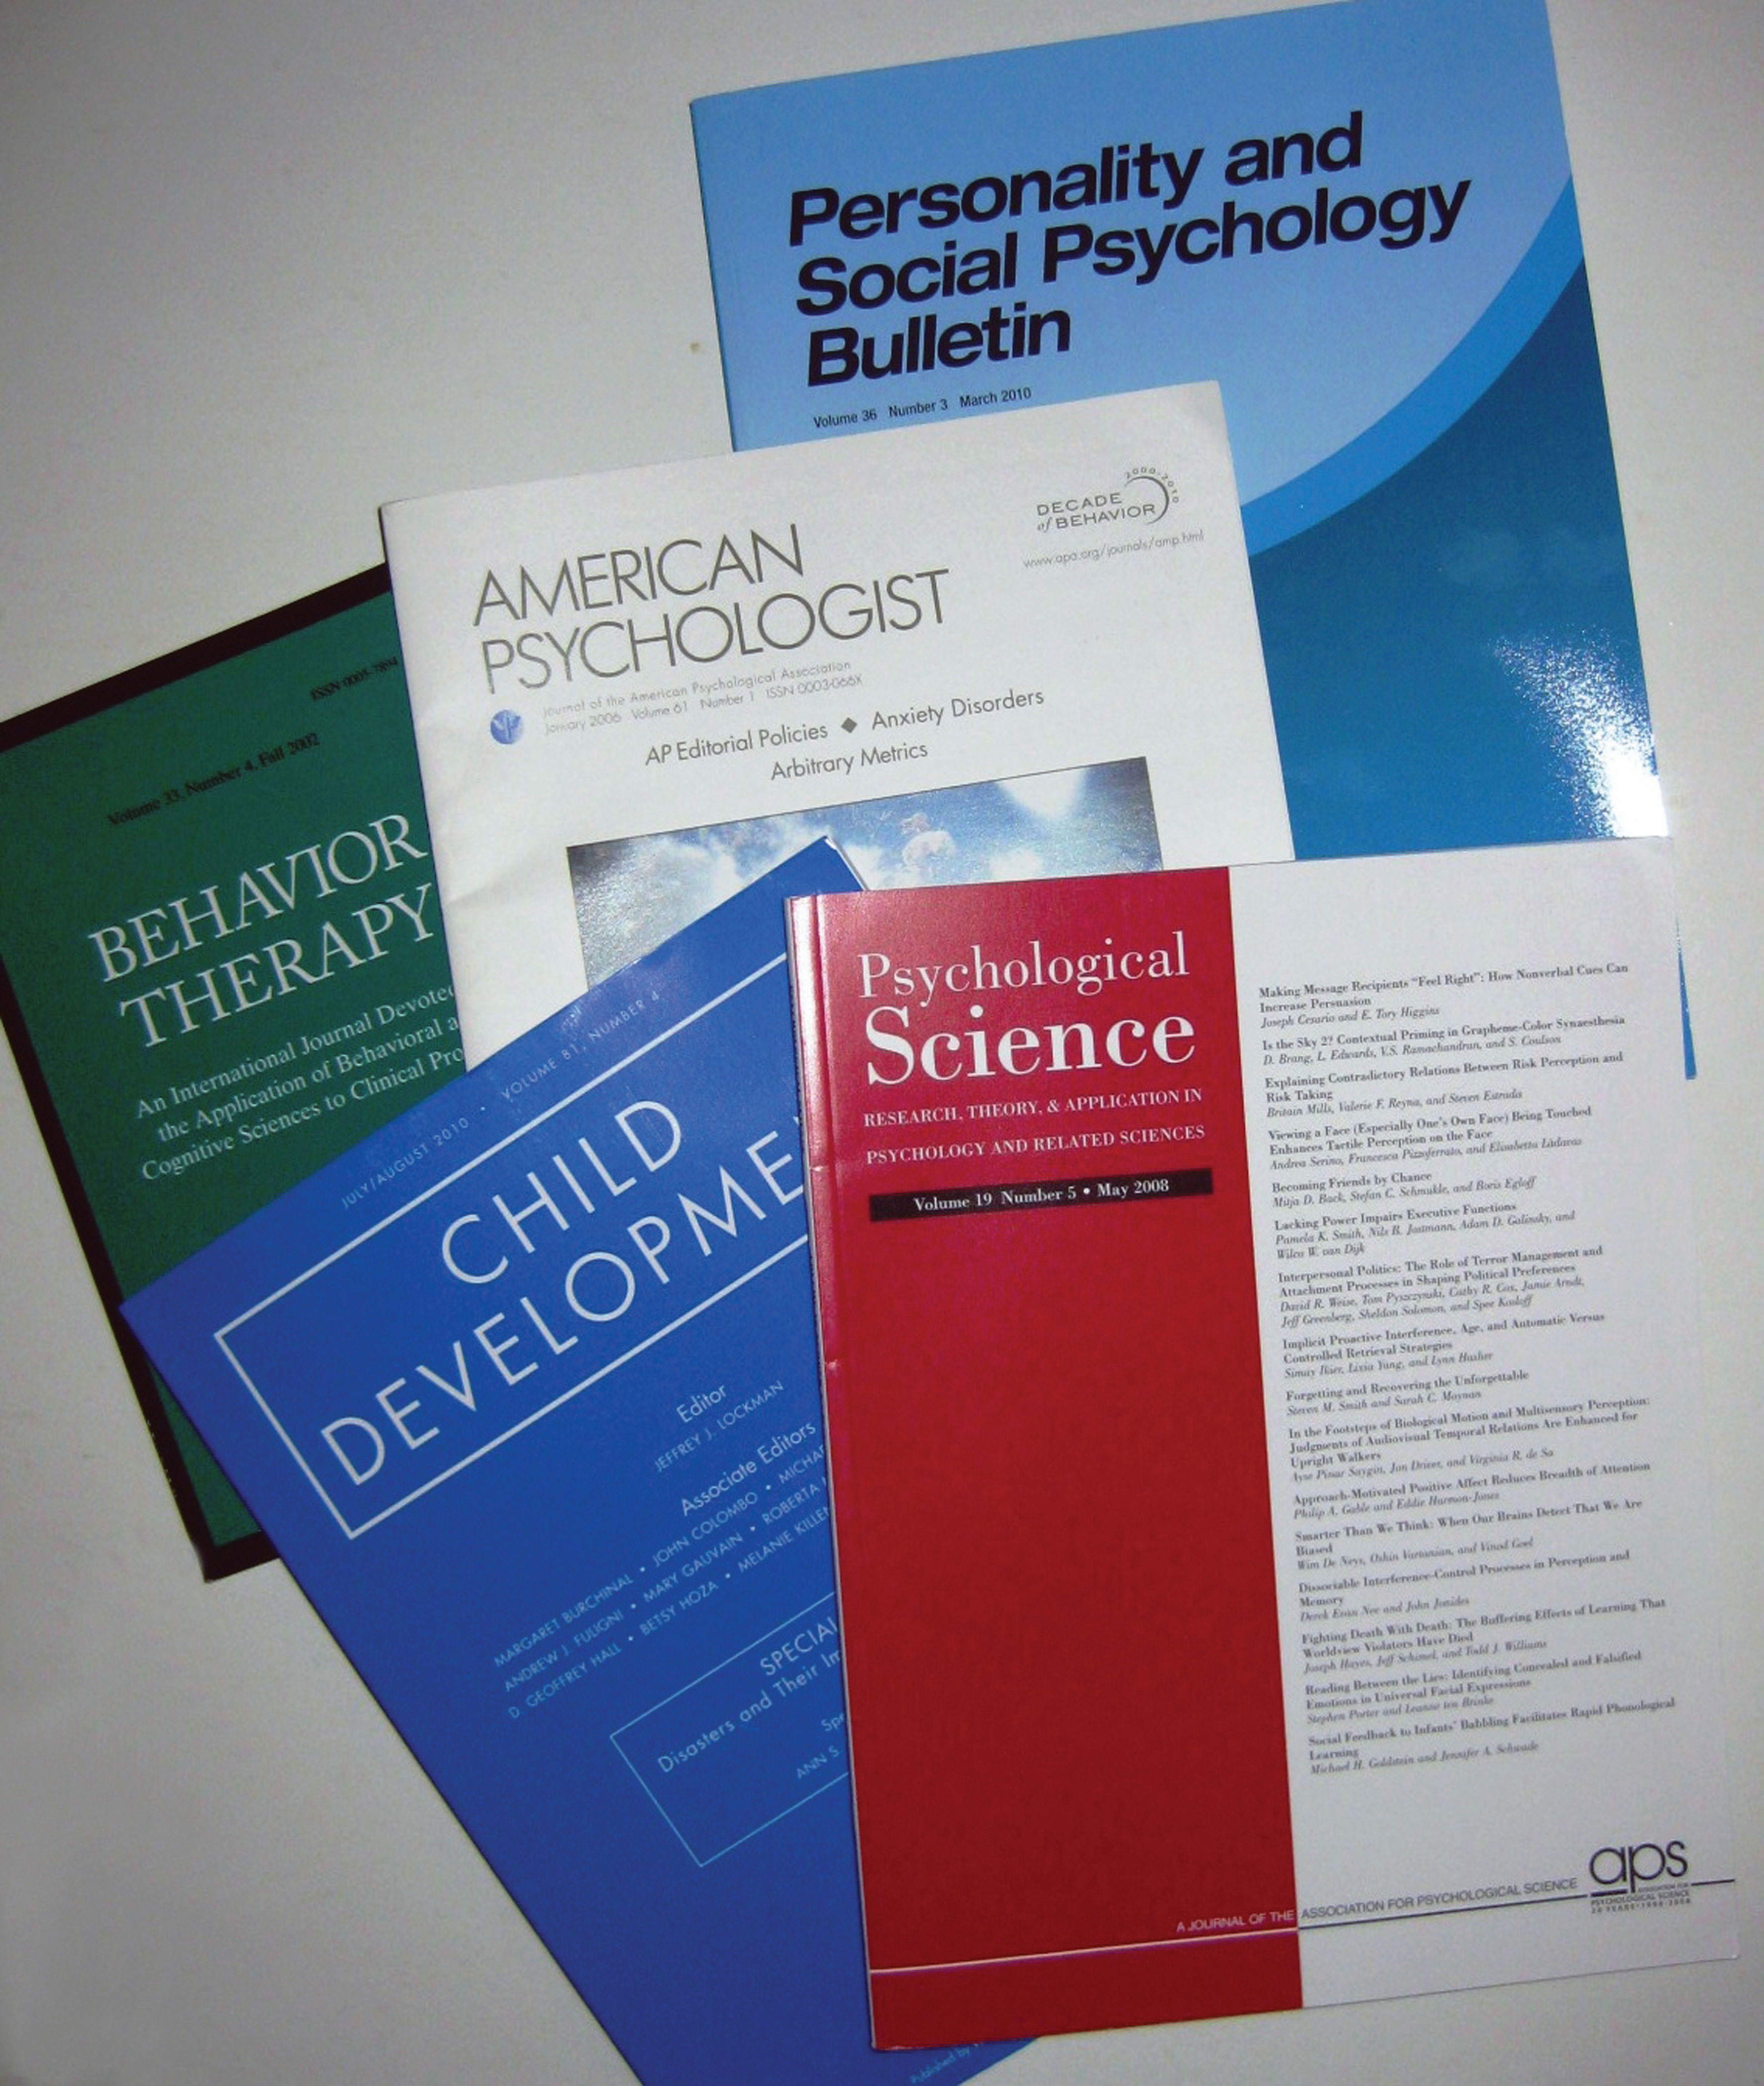 Personality and
Social Psychology
Bulletin
Volume 36 Number 3 March 2010
2000-2010
DECADE
of BEHAVIOR
www.apa.org/journals/amp.html
AMERICAN
PSYCHOLOGIST
Journal of the American Psychological Association
January 2006 Volume 61 Number 1 ISSN 0003-066X
AP Editorial Policies ◆ Anxiety Disorders
Arbitrary Metrics
ISSN 0005-7894
Volume 33, Number 4, Fall 2002
BEHAVIOR
THERAPY
An International Journal Devoted
the Application of Behavioral a
Cognitive Sciences to Clinical Pro
JULY/AUGUST 2010 • VOLUME 81, NUMBER 4
CHILD
DEVELOPME
Editor
JEFFREY J. LOCKMAN
Associate Editors
MARGARET BURCHINAL • JOHN COLOMBO • MICHA
ANDREW J. FULIGNI • MARY GAUVAIN • ROBERTA
D. GEOFFREY HALL • BETSY HOZA • MELANIE KILLEN
SPECIAL
Disasters and Their Im
Spe
ANN S.
Published by
Psychological
Science
RESEARCH, THEORY, & APPLICATION IN
PSYCHOLOGY AND RELATED SCIENCES
Volume 19 Number 5 • May 2008
Making Message Recipients “Feel Right”: How Nonverbal Cues Can
Increase Persuasion
Joseph Cesario and E. Tory Higgins
Is the Sky 2? Contextual Priming in Grapheme-Color Synaesthesia
D. Brang, L. Edwards, V.S. Ramachandran, and S. Coulson
Explaining Contradictory Relations Between Risk Perception and
Risk Taking
Britain Mills, Valerie F. Reyna, and Steven Estrada
Viewing a Face (Especially One's Own Face) Being Touched
Enhances Tactile Perception on the Face
Andrea Serino, Francesca Pizzoferrato, and Elisabetta Làdavas
Becoming Friends by Chance
Mitja D. Back, Stefan C. Schmukle, and Boris Egloff
Lacking Power Impairs Executive Functions
Pamela K. Smith, Nils B. Jostmann, Adam D. Galinsky, and
Wilco W. van Dijk
Interpersonal Politics: The Role of Terror Management and
Attachment Processes in Shaping Political Preferences
David R. Weise, Tom Pyszczynski, Cathy R. Cox, Jamie Arndt,
Jeff Greenberg, Sheldon Solomon, and Spee Kosloff
Implicit Proactive Interference, Age, and Automatic Versus
Controlled Retrieval Strategies
Simay Ikier, Lixia Yang, and Lynn Hasher
Forgetting and Recovering the Unforgettable
Steven M. Smith and Sarah C. Moynan
In the Footsteps of Biological Motion and Multisensory Perception:
Judgments of Audiovisual Temporal Relations Are Enhanced for
Upright Walkers
Ayse Pinar Saygin, Jon Driver, and Virginia R. de Sa
Approach-Motivated Positive Affect Reduces Breadth of Attention
Philip A. Gable and Eddie Harmon-Jones
Smarter Than We Think: When Our Brains Detect That We Are
Biased
Wim De Neys, Oshin Vartanian, and Vinod Goel
Dissociable Interference-Control Processes in Perception and
Memory
Derek Evan Nee and John Jonides
Fighting Death With Death: The Buffering Effects of Learning That
Worldview Violators Have Died
Joseph Hayes, Jeff Schimel, and Todd J. Williams
Reading Between the Lies: Identifying Concealed and Falsified
Emotions in Universal Facial Expressions
Stephen Porter and Leanne ten Brinke
Social Feedback to Infants' Babbling Facilitates Rapid Phonological
Learning
Michael H. Goldstein and Jennifer A. Schwade
A JOURNAL OF THE ASSOCIATION FOR PSYCHOLOGICAL SCIENCE
aps
ASSOCIATION FOR
PSYCHOLOGICAL SCIENCE
20 YEARS • 1988-2008